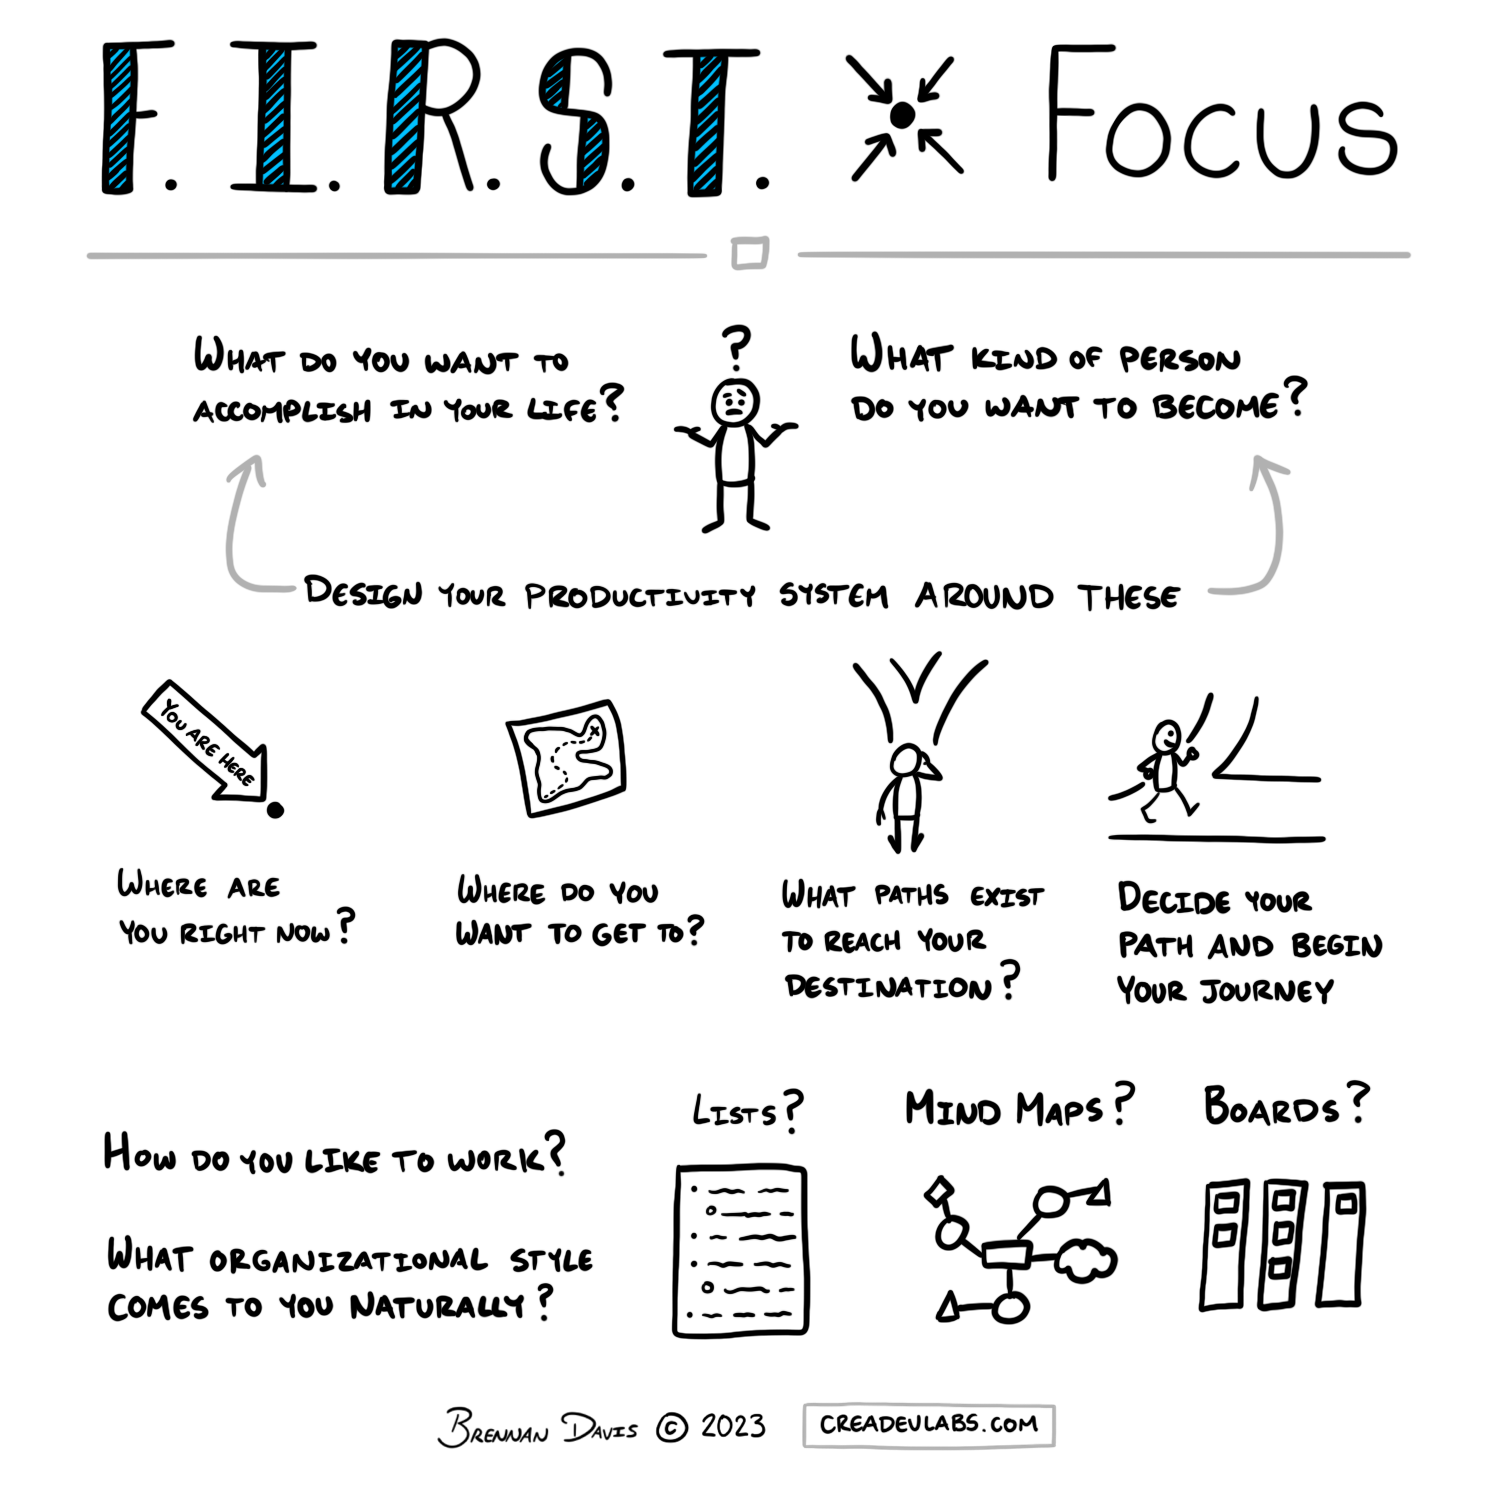 F.I.R.S.T. Focus
?
What do you want to
accomplish in your life?
What kind of person
do you want to become?
Design your productivity system around these
You are here
x
Where are
you right now?
Where do you
want to get to?
What paths exist
to reach your
destination?
Decide your
path and begin
your journey
How do you like to work?
What organizational style
comes to you naturally?
Lists?
Mind Maps?
Boards?
Brennan Davis © 2023
creadevlabs.com